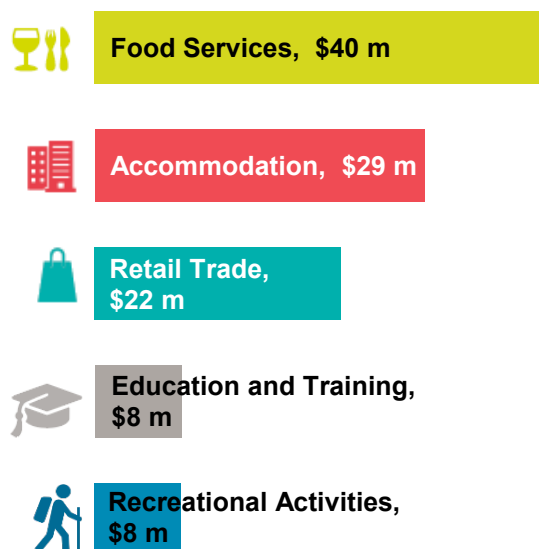 Food Services,  $40 m
Accommodation,  $29 m
Retail Trade,
$22 m
Education and Training,
$8 m
Recreational Activities,
$8 m